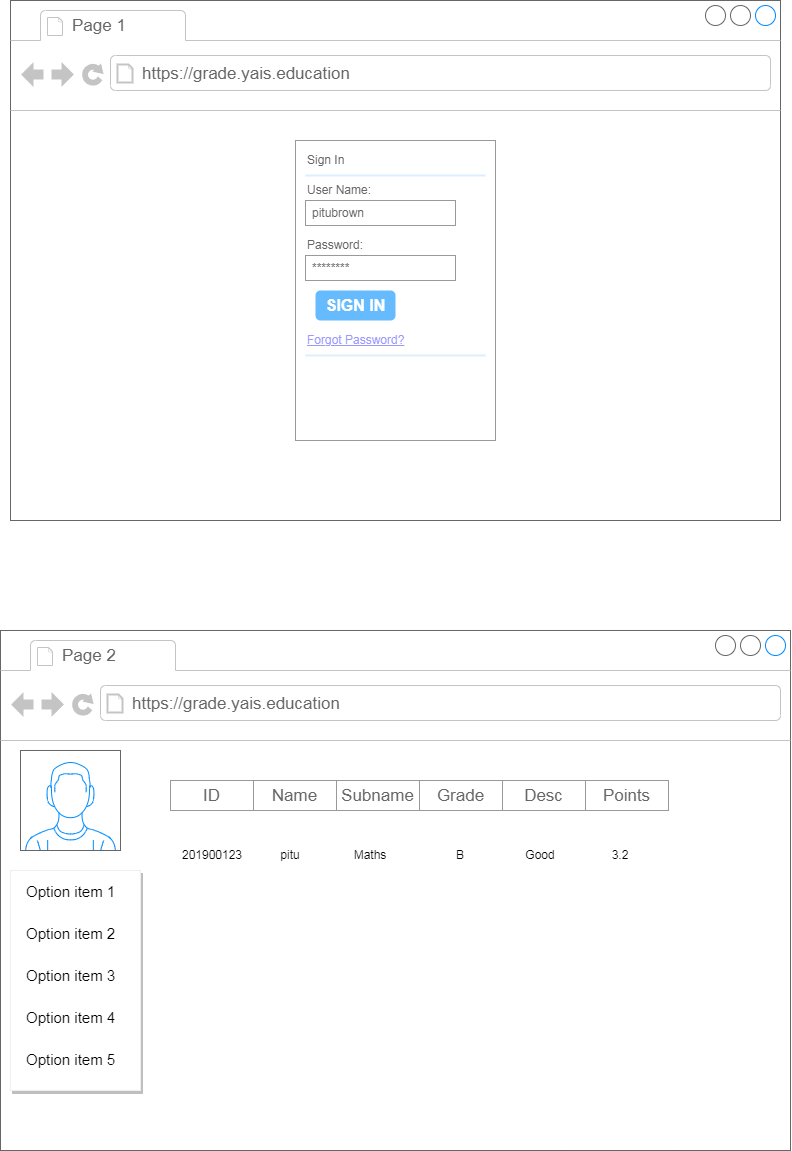 Page 1
https://grade.yais.education
Sign In
User Name:
pitubrown
Password:
********
SIGN IN
Forgot Password?
Page 2
https://grade.yais.education
ID Name Subname Grade Desc Points
201900123 pitu Maths B Good 3.2
Option item 1
Option item 2
Option item 3
Option item 4
Option item 5